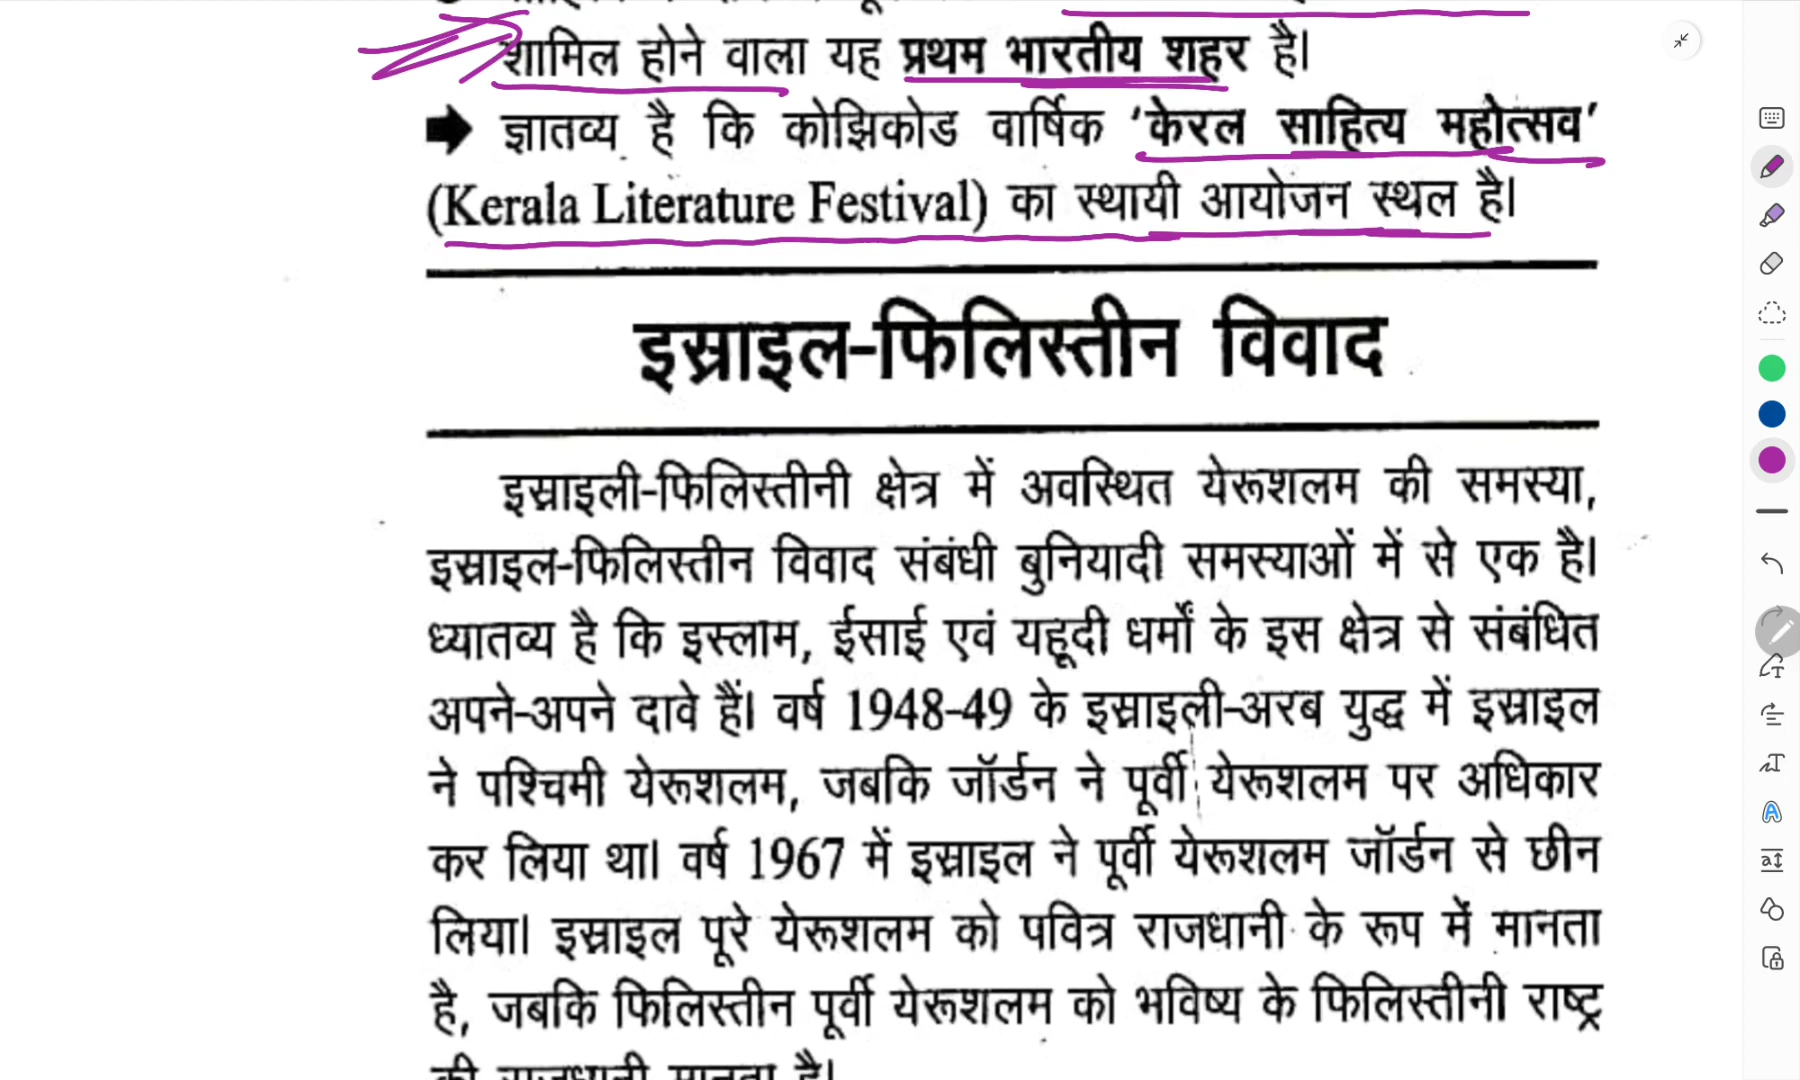 शामिल होने वाला यह प्रथम भारतीय शहर है।
➡ ज्ञातव्य है कि कोझिकोड वार्षिक 'केरल साहित्य महोत्सव'
(Kerala Literature Festival) का स्थायी आयोजन स्थल है।
इस्राइल-फिलिस्तीन विवाद
इस्राइली-फिलिस्तीनी क्षेत्र में अवस्थित येरूशलम की समस्या,
इस्राइल-फिलिस्तीन विवाद संबंधी बुनियादी समस्याओं में से एक है।
ध्यातव्य है कि इस्लाम, ईसाई एवं यहूदी धर्मों के इस क्षेत्र से संबंधित
अपने-अपने दावे हैं। वर्ष 1948-49 के इस्राइली-अरब युद्ध में इस्राइल
ने पश्चिमी येरूशलम, जबकि जॉर्डन ने पूर्वी येरूशलम पर अधिकार
कर लिया था। वर्ष 1967 में इस्राइल ने पूर्वी येरूशलम जॉर्डन से छीन
लिया। इस्राइल पूरे येरूशलम को पवित्र राजधानी के रूप में मानता
है, जबकि फिलिस्तीन पूर्वी येरूशलम को भविष्य के फिलिस्तीनी राष्ट्र
की राजधानी मानता है।